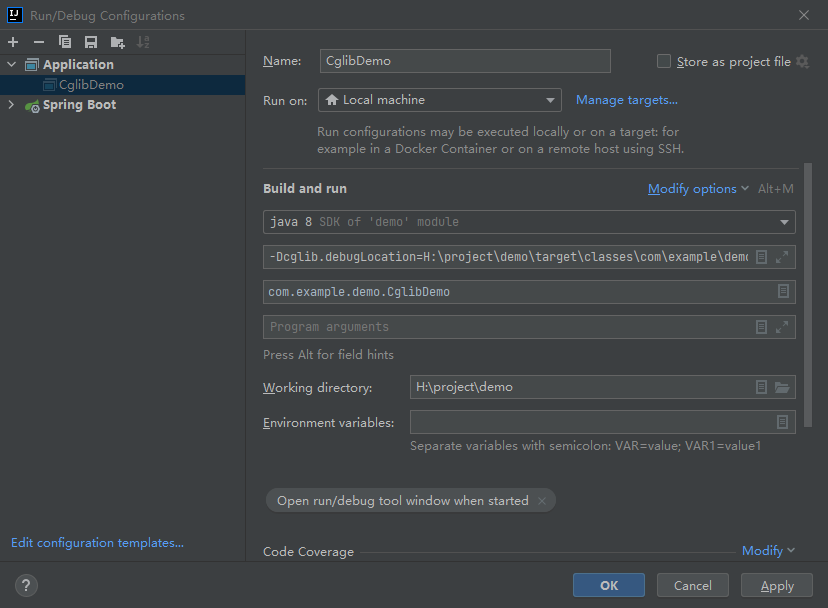 Run/Debug Configurations
Application
CglibDemo
Spring Boot
Edit configuration templates...
Name: CglibDemo Store as project file
Run on: Local machine Manage targets...
Run configurations may be executed locally or on a target: for
example in a Docker Container or on a remote host using SSH.
Build and run Modify options Alt+M
java 8 SDK of 'demo' module
-Dcglib.debugLocation=H:\project\demo\target\classes\com\example\demo
com.example.demo.CglibDemo
Program arguments
Press Alt for field hints
Working directory: H:\project\demo
Environment variables:
Separate variables with semicolon: VAR=value; VAR1=value1
Open run/debug tool window when started
Code Coverage Modify
? OK Cancel Apply